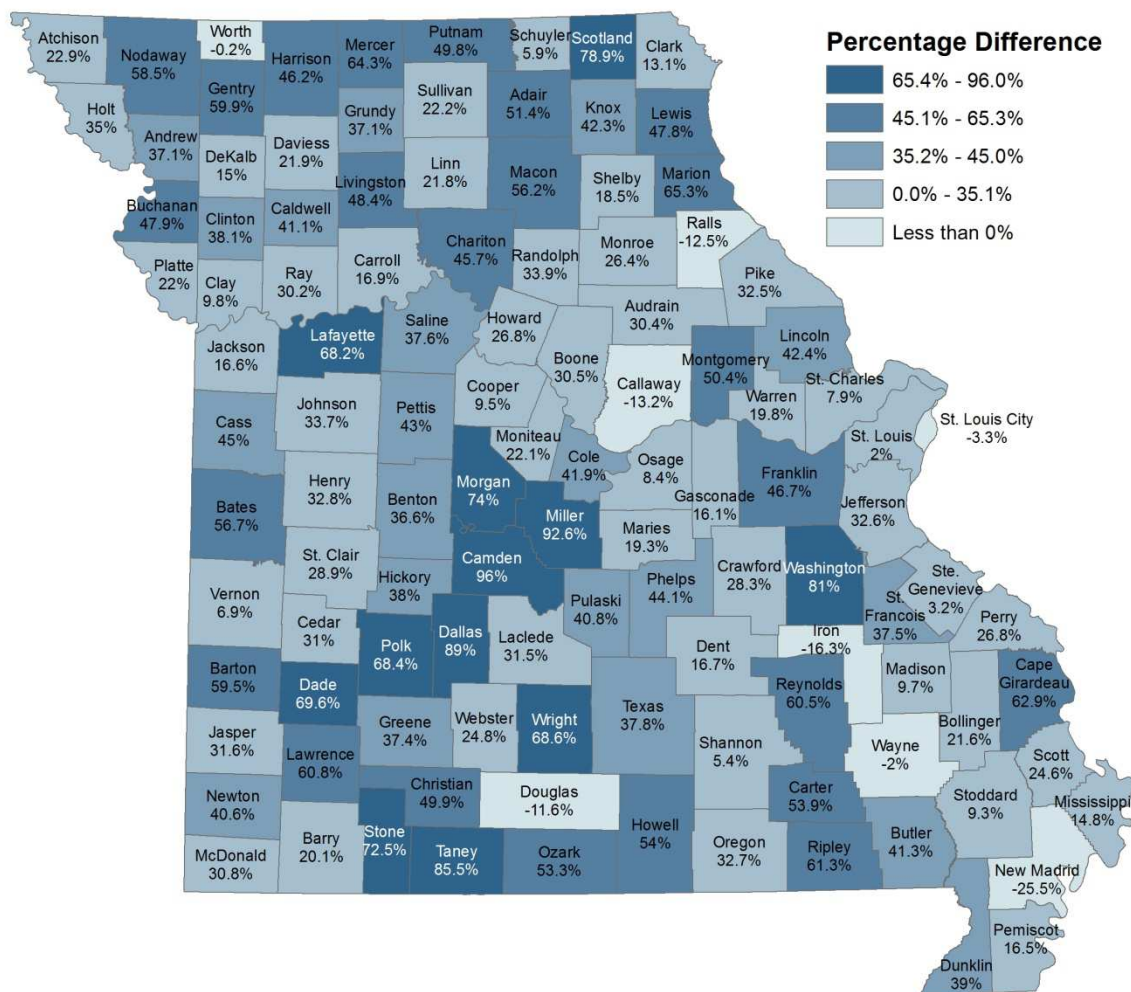 Atchison
22.9%
Nodaway
58.5%
Worth
-0.2%
Harrison
46.2%
Mercer
64.3%
Putnam
49.8%
Schuyler
5.9%
Scotland
78.9%
Clark
13.1%
Percentage Difference
65.4% - 96.0%
45.1% - 65.3%
35.2% - 45.0%
0.0% - 35.1%
Less than 0%
Holt
35%
Andrew
37.1%
Gentry
59.9%
DeKalb
15%
Daviess
21.9%
Grundy
37.1%
Sullivan
22.2%
Adair
51.4%
Knox
42.3%
Lewis
47.8%
Buchanan
47.9%
Clinton
38.1%
Caldwell
41.1%
Livingston
48.4%
Linn
21.8%
Macon
56.2%
Shelby
18.5%
Marion
65.3%
Platte
22%
Clay
9.8%
Ray
30.2%
Carroll
16.9%
Chariton
45.7%
Randolph
33.9%
Monroe
26.4%
Ralls
-12.5%
Pike
32.5%
Jackson
16.6%
Lafayette
68.2%
Saline
37.6%
Howard
26.8%
Boone
30.5%
Audrain
30.4%
Callaway
-13.2%
Montgomery
50.4%
Lincoln
42.4%
Warren
19.8%
St. Charles
7.9%
St. Louis City
-3.3%
St. Louis
2%
Cass
45%
Johnson
33.7%
Pettis
43%
Cooper
9.5%
Moniteau
22.1%
Cole
41.9%
Osage
8.4%
Gasconade
16.1%
Franklin
46.7%
Jefferson
32.6%
Bates
56.7%
Henry
32.8%
Benton
36.6%
Morgan
74%
Miller
92.6%
Maries
19.3%
Camden
96%
Crawford
28.3%
Washington
81%
Ste.
Genevieve
3.2%
St.
Francois
37.5%
Perry
26.8%
Vernon
6.9%
St. Clair
28.9%
Hickory
38%
Pulaski
40.8%
Phelps
44.1%
Cedar
31%
Polk
68.4%
Dallas
89%
Laclede
31.5%
Dent
16.7%
Iron
-16.3%
Madison
9.7%
Bollinger
21.6%
Cape
Girardeau
62.9%
Barton
59.5%
Dade
69.6%
Greene
37.4%
Webster
24.8%
Wright
68.6%
Texas
37.8%
Shannon
5.4%
Reynolds
60.5%
Wayne
-2%
Scott
24.6%
Jasper
31.6%
Lawrence
60.8%
Christian
49.9%
Douglas
-11.6%
Howell
54%
Carter
53.9%
Stoddard
9.3%
Mississippi
14.8%
Newton
40.6%
Barry
20.1%
Stone
72.5%
Taney
85.5%
Ozark
53.3%
Oregon
32.7%
Ripley
61.3%
Butler
41.3%
New Madrid
-25.5%
McDonald
30.8%
Pemiscot
16.5%
Dunklin
39%